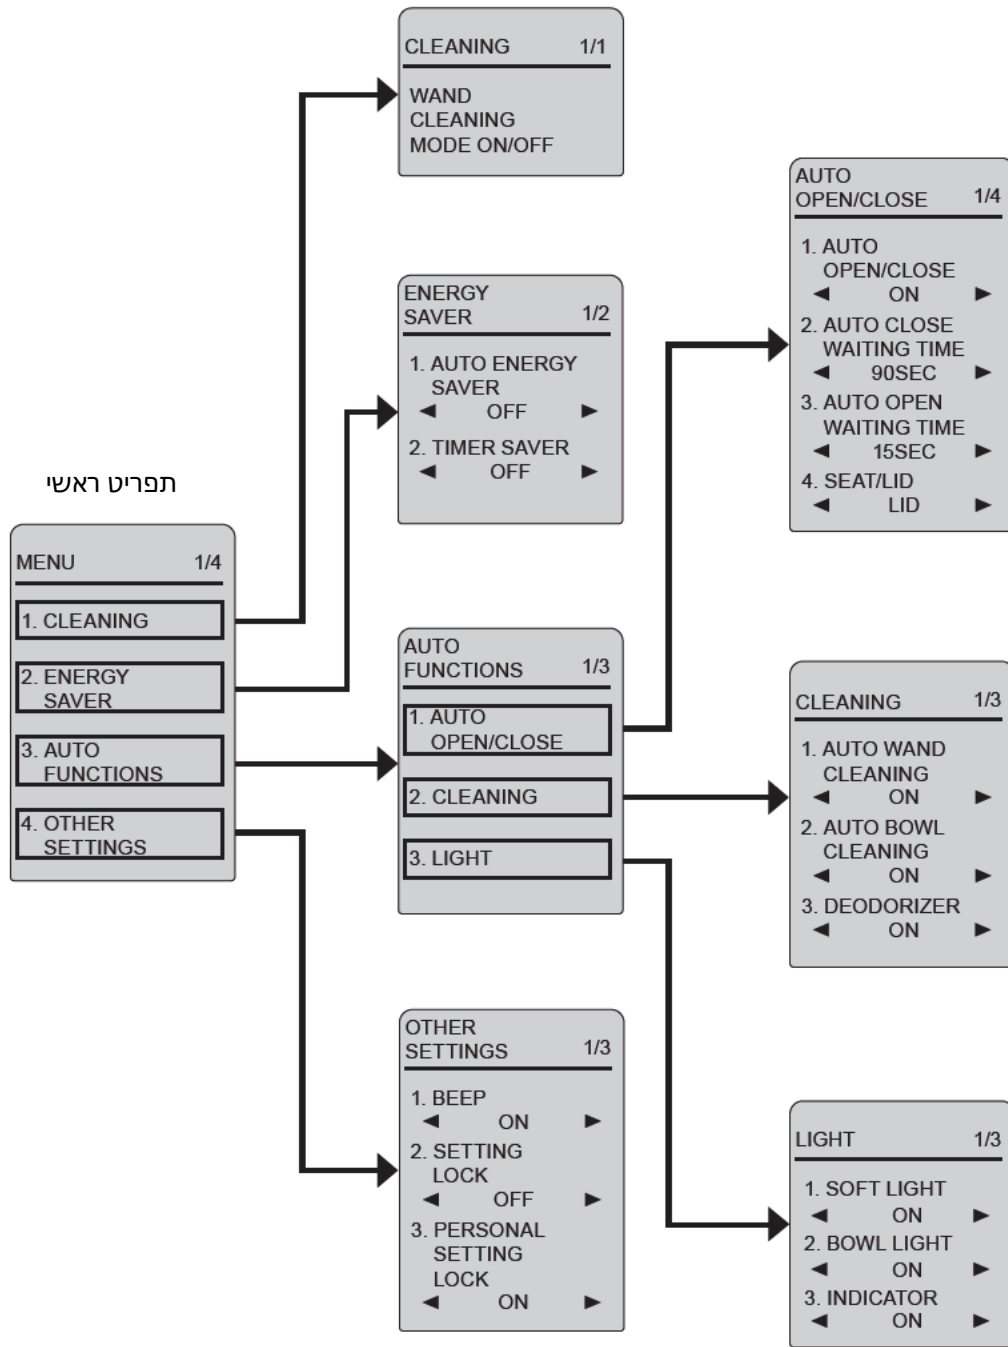 CLEANING 1/1
WAND
CLEANING
MODE ON/OFF
ENERGY
SAVER 1/2
1. AUTO ENERGY
SAVER
◄ OFF ►
2. TIMER SAVER
◄ OFF ►
תפריט ראשי
MENU 1/4
1. CLEANING
2. ENERGY
SAVER
3. AUTO
FUNCTIONS
4. OTHER
SETTINGS
AUTO
FUNCTIONS 1/3
1. AUTO
OPEN/CLOSE
2. CLEANING
3. LIGHT
OTHER
SETTINGS 1/3
1. BEEP
◄ ON ►
2. SETTING
LOCK
◄ OFF ►
3. PERSONAL
SETTING
LOCK
◄ ON ►
AUTO
OPEN/CLOSE 1/4
1. AUTO
OPEN/CLOSE
◄ ON ►
2. AUTO CLOSE
WAITING TIME
◄ 90SEC ►
3. AUTO OPEN
WAITING TIME
◄ 15SEC ►
4. SEAT/LID
◄ LID ►
CLEANING 1/3
1. AUTO WAND
CLEANING
◄ ON ►
2. AUTO BOWL
CLEANING
◄ ON ►
3. DEODORIZER
◄ ON ►
LIGHT 1/3
1. SOFT LIGHT
◄ ON ►
2. BOWL LIGHT
◄ ON ►
3. INDICATOR
◄ ON ►